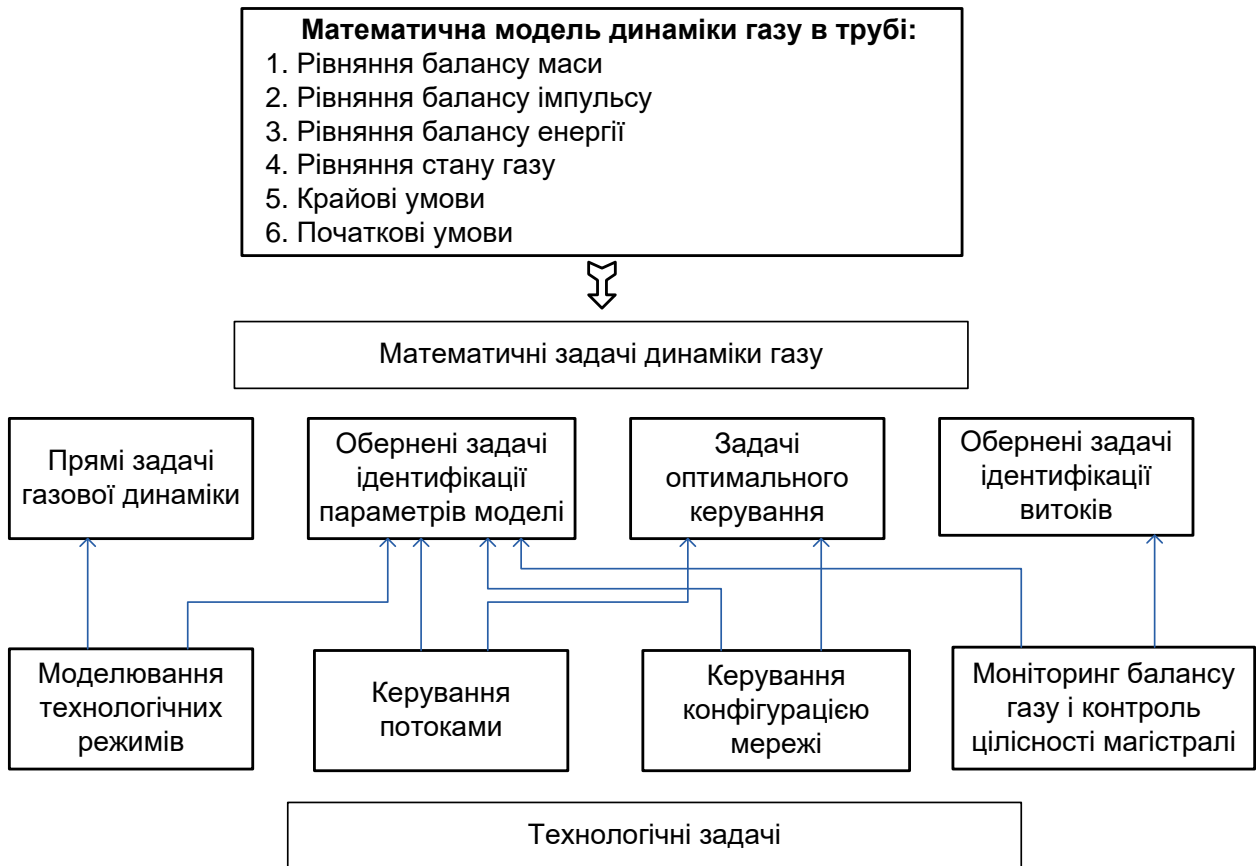 Математична модель динаміки газу в трубі:
1. Рівняння балансу маси
2. Рівняння балансу імпульсу
3. Рівняння балансу енергії
4. Рівняння стану газу
5. Крайові умови
6. Початкові умови
Математичні задачі динаміки газу
Прямі задачі
газової динаміки
Обернені задачі
ідентифікації
параметрів моделі
Задачі
оптимального
керування
Обернені задачі
ідентифікації
витоків
Моделювання
технологічних
режимів
Керування
потоками
Керування
конфігурацією
мережі
Моніторинг балансу
газу і контроль
цілісності магістралі
Технологічні задачі